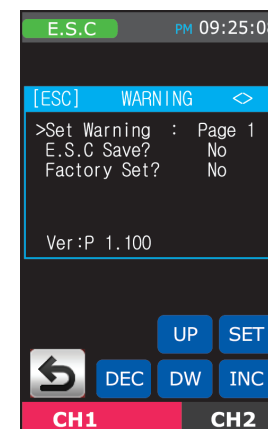 E.S.C PM 09:25:08
[ESC] WARNING <>
>Set Warning : Page 1
E.S.C Save? No
Factory Set? No
Ver:P 1.100
UP SET
DEC DW INC
CH1 CH2